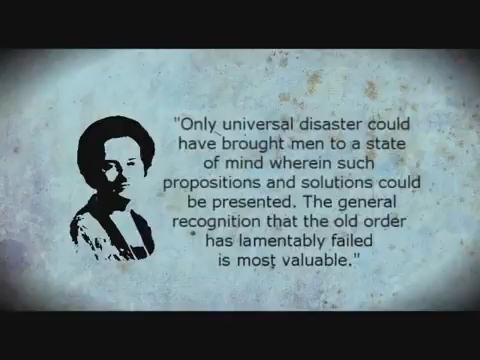 "Only universal disaster could
have brought men to a state
of mind wherein such
propositions and solutions could
be presented. The general
recognition that the old order
has lamentably failed
is most valuable."